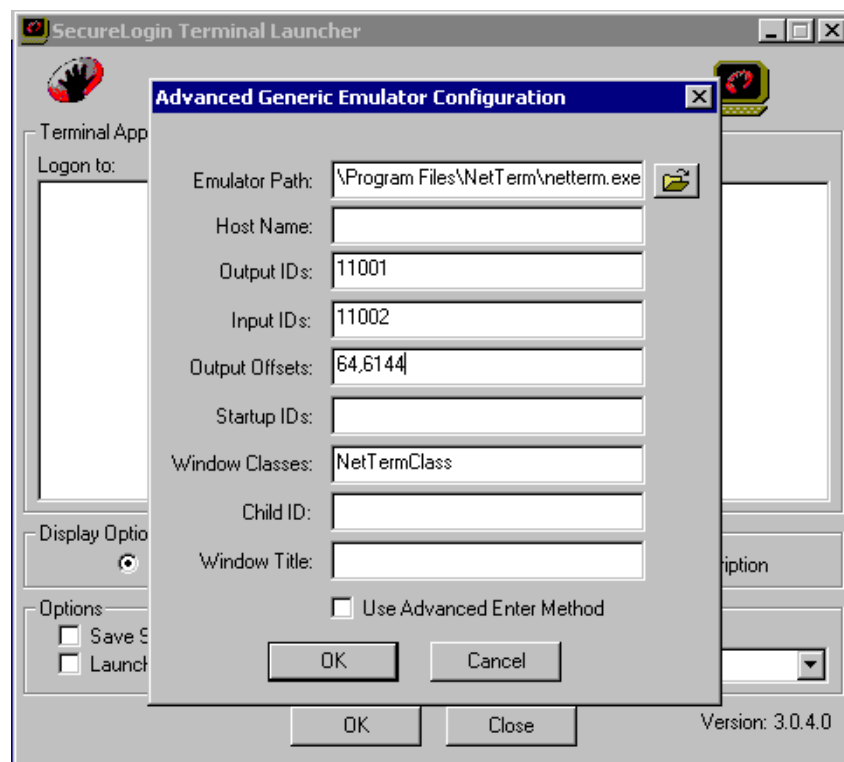 SecureLogin Terminal Launcher
Advanced Generic Emulator Configuration
Terminal App
Logon to:
Emulator Path: \Program Files\NetTerm\netterm.exe
Host Name:
Output IDs: 11001
Input IDs: 11002
Output Offsets: 64,6144
Startup IDs:
Window Classes: NetTermClass
Child ID:
Window Title:
Use Advanced Enter Method
OK Cancel
Display Optio
ription
Options
Save S
Launch
OK Close Version: 3.0.4.0